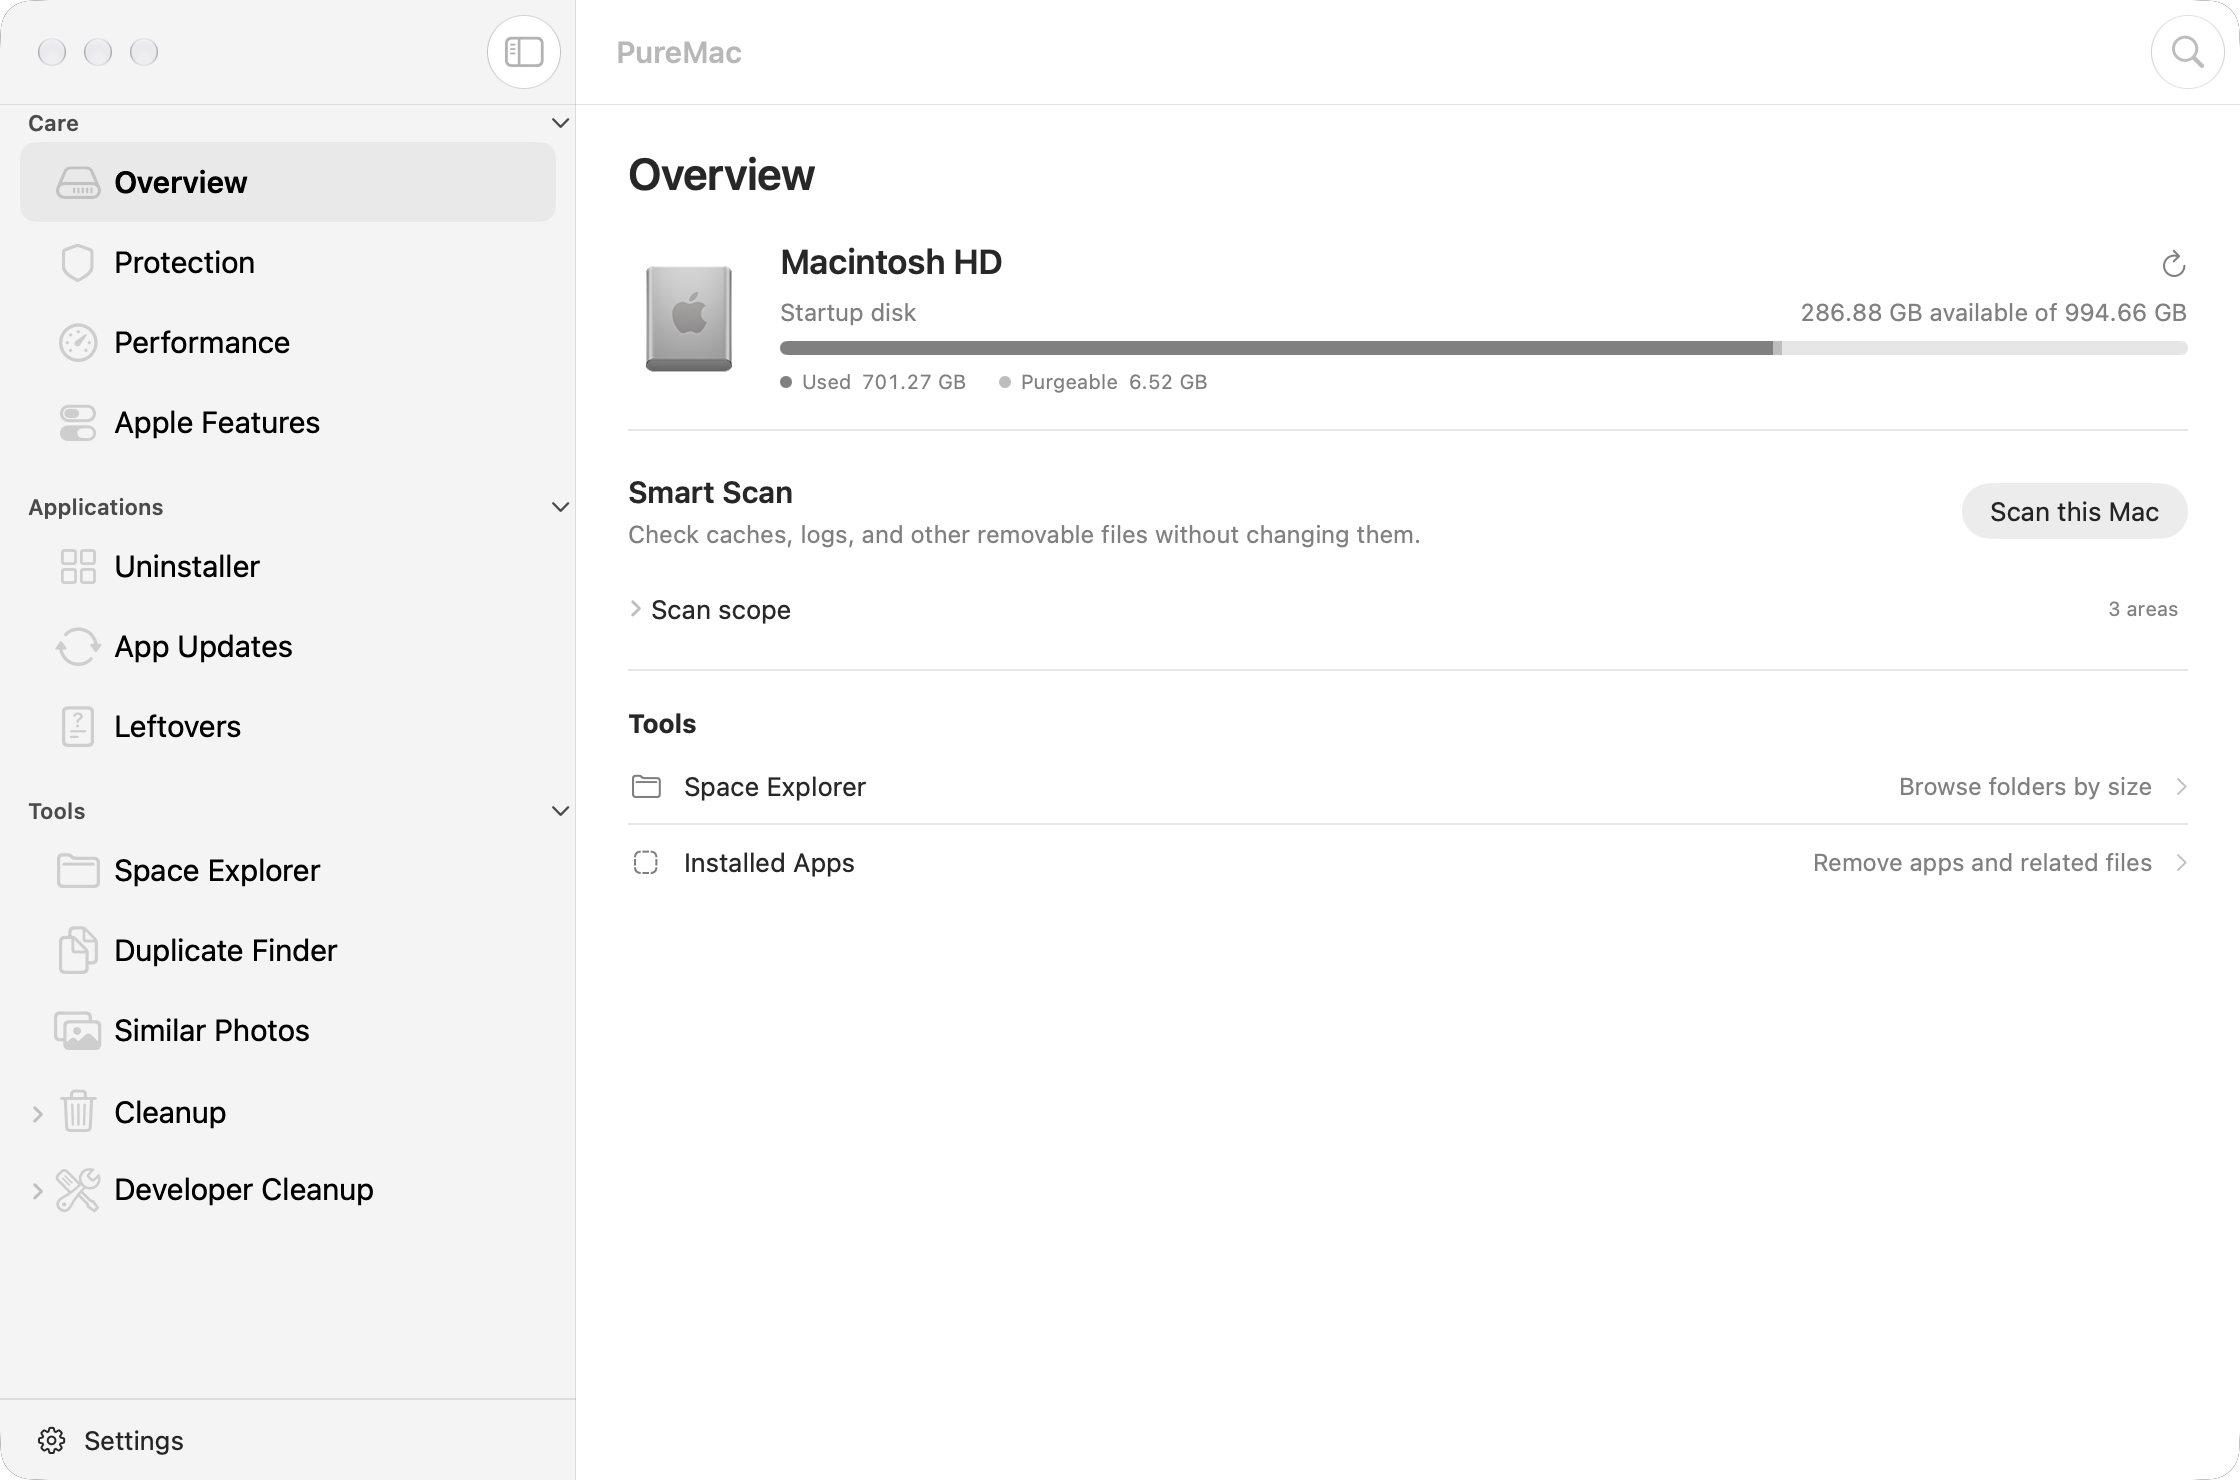 PureMac
Care
Overview
Protection
Performance
Apple Features
Applications
Uninstaller
App Updates
Leftovers
Tools
Space Explorer
Duplicate Finder
Similar Photos
Cleanup
Developer Cleanup
Settings
Overview
Macintosh HD
Startup disk 286.88 GB available of 994.66 GB
Used 701.27 GB Purgeable 6.52 GB
Smart Scan
Scan this Mac
Check caches, logs, and other removable files without changing them.
Scan scope 3 areas
Tools
Space Explorer Browse folders by size
Installed Apps Remove apps and related files